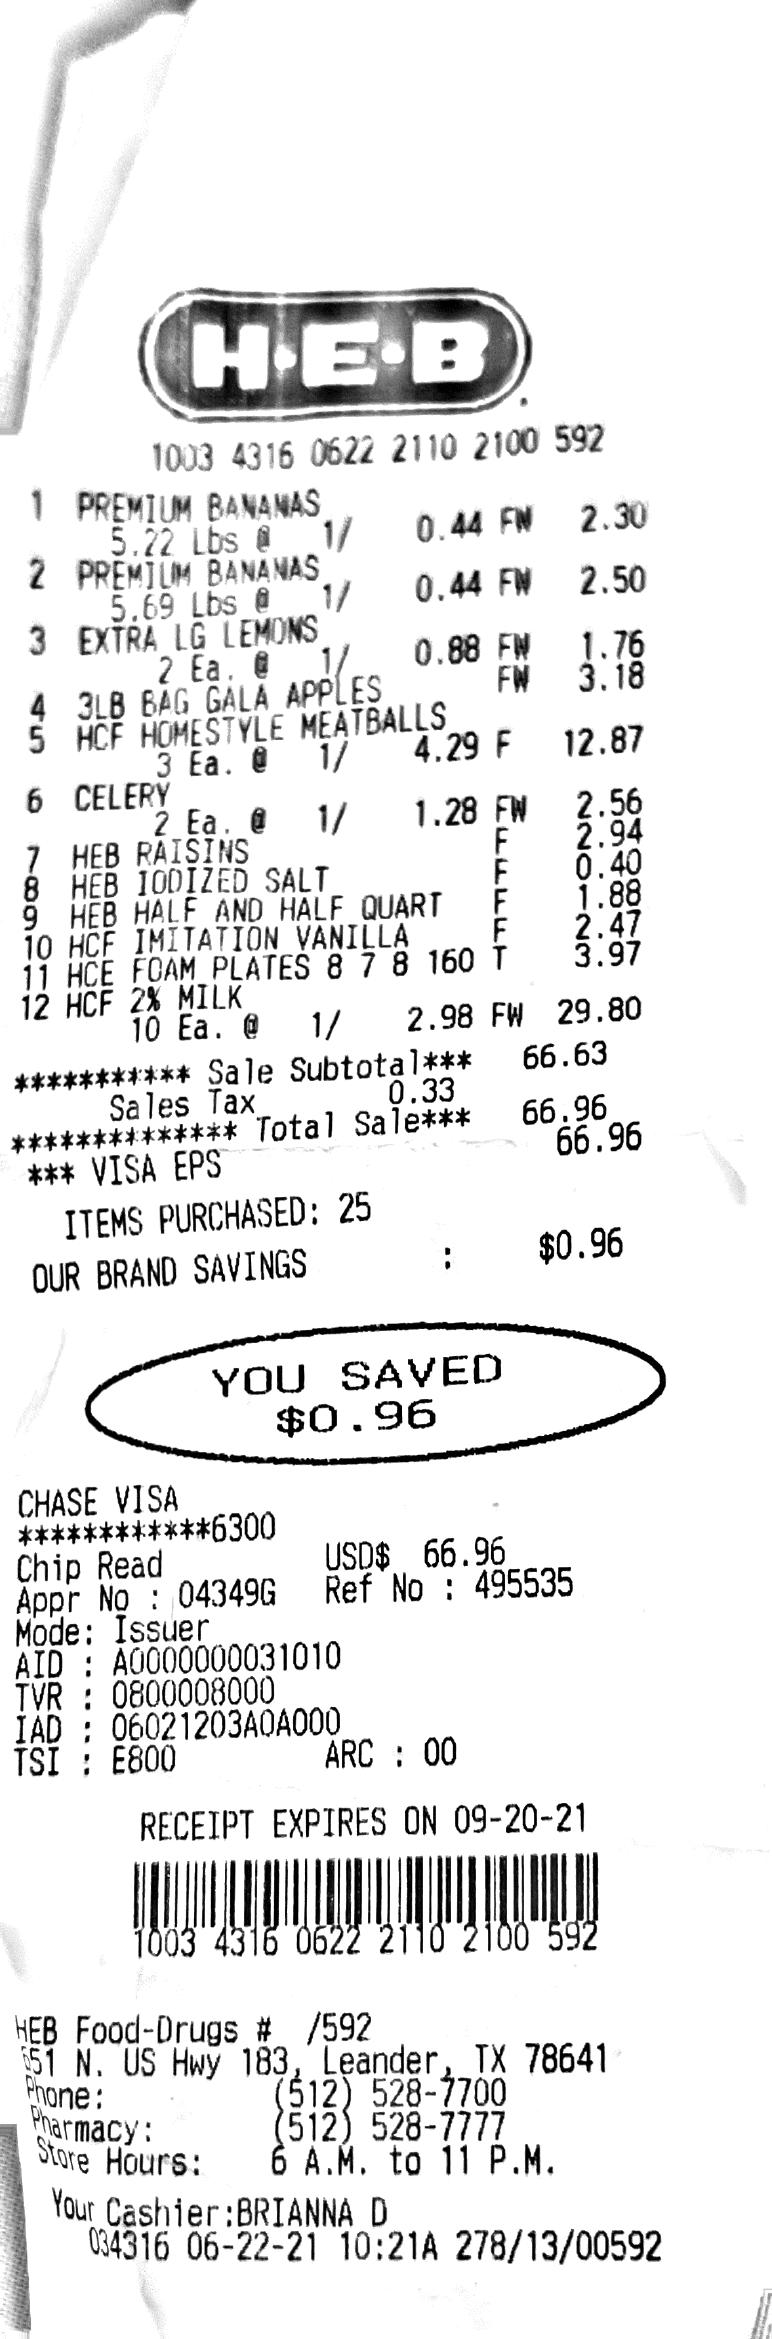 H·E·B
1003 4316 0622 2110 2100 592
1 PREMIUM BANANAS
5.22 Lbs @ 1/ 0.44 FW 2.30
2 PREMIUM BANANAS
5.69 Lbs @ 1/ 0.44 FW 2.50
3 EXTRA LG LEMONS
2 Ea. @ 1/ 0.88 FW 1.76
4 3LB BAG GALA APPLES FW 3.18
5 HCF HOMESTYLE MEATBALLS
3 Ea. @ 1/ 4.29 F 12.87
6 CELERY
2 Ea. @ 1/ 1.28 FW 2.56
7 HEB RAISINS F 2.94
8 HEB IODIZED SALT F 0.40
9 HEB HALF AND HALF QUART F 1.88
10 HCF IMITATION VANILLA F 2.47
11 HCE FOAM PLATES 8 7 8 160 T 3.97
12 HCF 2% MILK
10 Ea. @ 1/ 2.98 FW 29.80
*********** Sale Subtotal*** 66.63
Sales Tax 0.33
************** Total Sale*** 66.96
*** VISA EPS 66.96
ITEMS PURCHASED: 25
OUR BRAND SAVINGS : $0.96
YOU SAVED
$0.96
CHASE VISA
************6300
Chip Read USD$ 66.96
Appr No : 04349G Ref No : 495535
Mode: Issuer
AID : A0000000031010
TVR : 0800008000
IAD : 06021203A0A000
TSI : E800 ARC : 00
RECEIPT EXPIRES ON 09-20-21
1003 4316 0622 2110 2100 592
HEB Food-Drugs # /592
651 N. US Hwy 183, Leander, TX 78641
Phone: (512) 528-7700
Pharmacy: (512) 528-7777
Store Hours: 6 A.M. to 11 P.M.
Your Cashier:BRIANNA D
034316 06-22-21 10:21A 278/13/00592